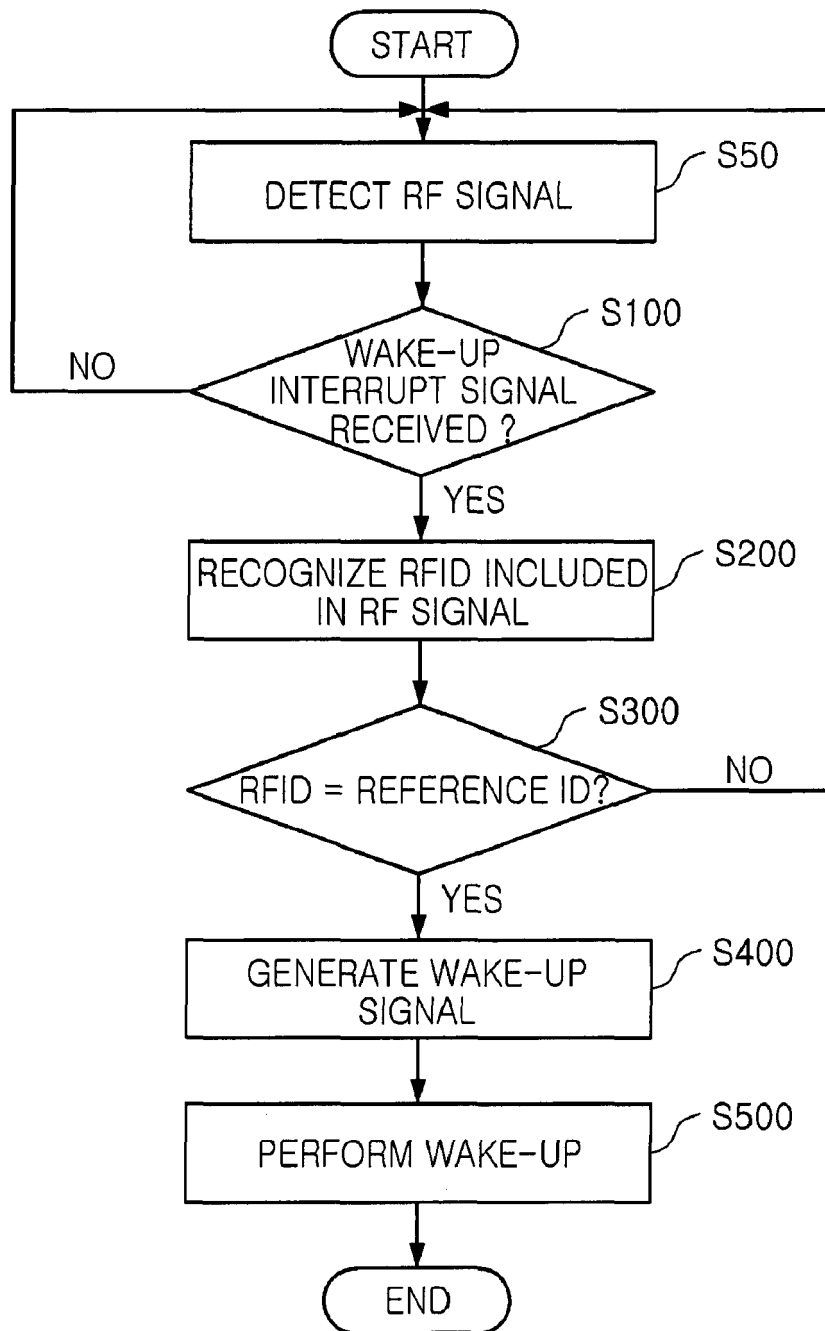 START
DETECT RF SIGNAL
S50
WAKE-UP
INTERRUPT SIGNAL
RECEIVED ?
S100
NO
YES
RECOGNIZE RFID INCLUDED
IN RF SIGNAL
S200
RFID = REFERENCE ID?
S300
NO
YES
GENERATE WAKE-UP
SIGNAL
S400
PERFORM WAKE-UP
S500
END